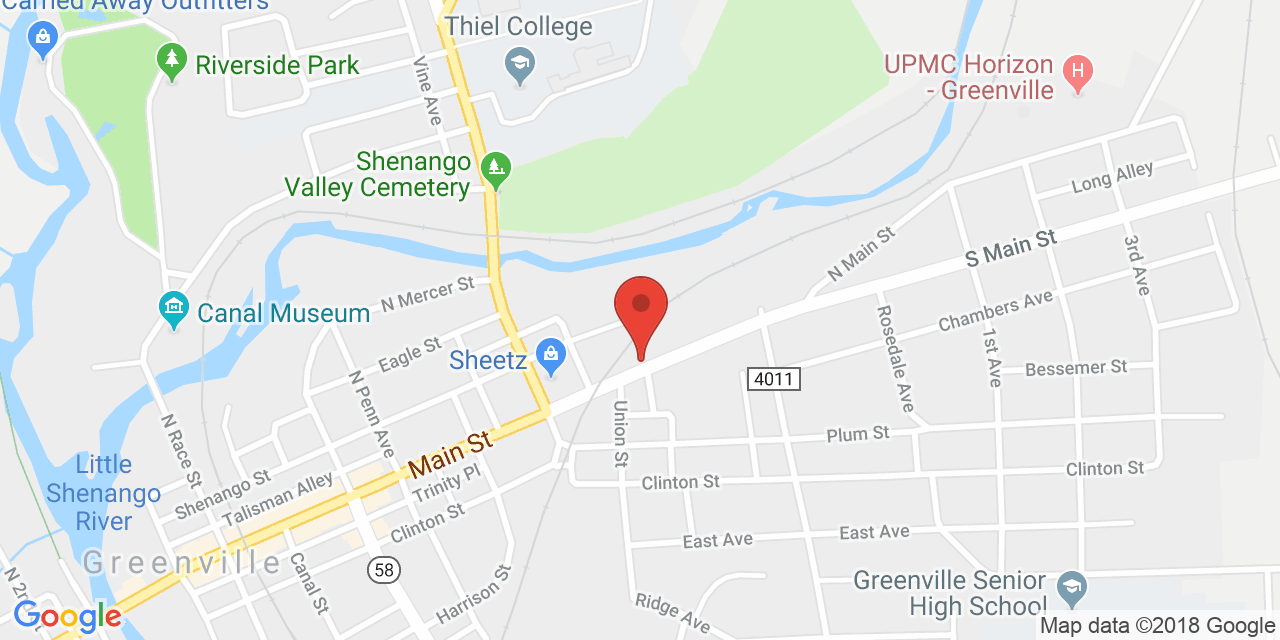 Carried Away Outfitters
Thiel College
Riverside Park
Vine Ave
UPMC Horizon
- Greenville
H
Shenango
Valley Cemetery
Long Alley
N Main St
S Main St
3rd Ave
N Mercer St
Canal Museum
Chambers Ave
Rosedale Ave
1st Ave
Eagle St
Sheetz
4011
Bessemer St
N Penn Ave
Union St
N Race St
Main St
Plum St
Little
Shenango
River
Shenango St
Talisman Alley
Trinity Pl
Clinton St
Clinton St
Clinton St
East Ave
East Ave
Greenville
58
Canal St
Harrison St
N 2nd St
Ridge Ave
Greenville Senior
High School
Google
Map data ©2018 Google